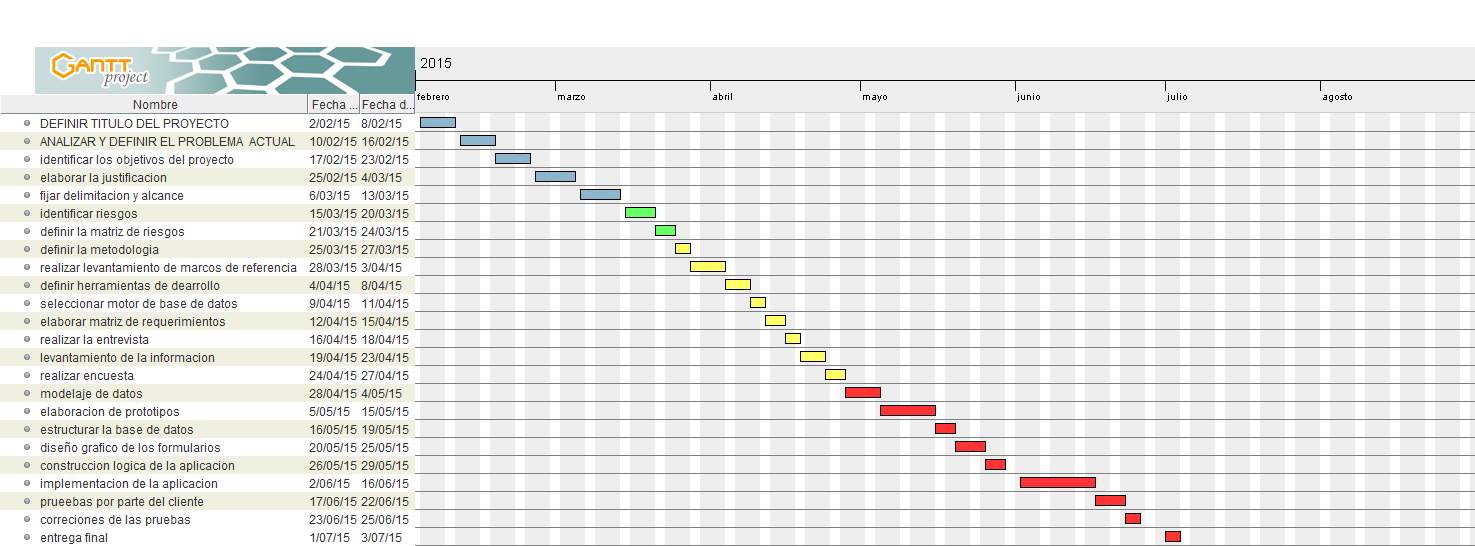 GANTT
project
2015
febrero marzo abril mayo junio julio agosto
Nombre Fecha ... Fecha d...
DEFINIR TITULO DEL PROYECTO 2/02/15 8/02/15
ANALIZAR Y DEFINIR EL PROBLEMA ACTUAL 10/02/15 16/02/15
identificar los objetivos del proyecto 17/02/15 23/02/15
elaborar la justificacion 25/02/15 4/03/15
fijar delimitacion y alcance 6/03/15 13/03/15
identificar riesgos 15/03/15 20/03/15
definir la matriz de riesgos 21/03/15 24/03/15
definir la metodologia 25/03/15 27/03/15
realizar levantamiento de marcos de referencia 28/03/15 3/04/15
definir herramientas de dearrollo 4/04/15 8/04/15
seleccionar motor de base de datos 9/04/15 11/04/15
elaborar matriz de requerimientos 12/04/15 15/04/15
realizar la entrevista 16/04/15 18/04/15
levantamiento de la informacion 19/04/15 23/04/15
realizar encuesta 24/04/15 27/04/15
modelaje de datos 28/04/15 4/05/15
elaboracion de prototipos 5/05/15 15/05/15
estructurar la base de datos 16/05/15 19/05/15
diseño grafico de los formularios 20/05/15 25/05/15
construccion logica de la aplicacion 26/05/15 29/05/15
implementacion de la aplicacion 2/06/15 16/06/15
prueebas por parte del cliente 17/06/15 22/06/15
correciones de las pruebas 23/06/15 25/06/15
entrega final 1/07/15 3/07/15